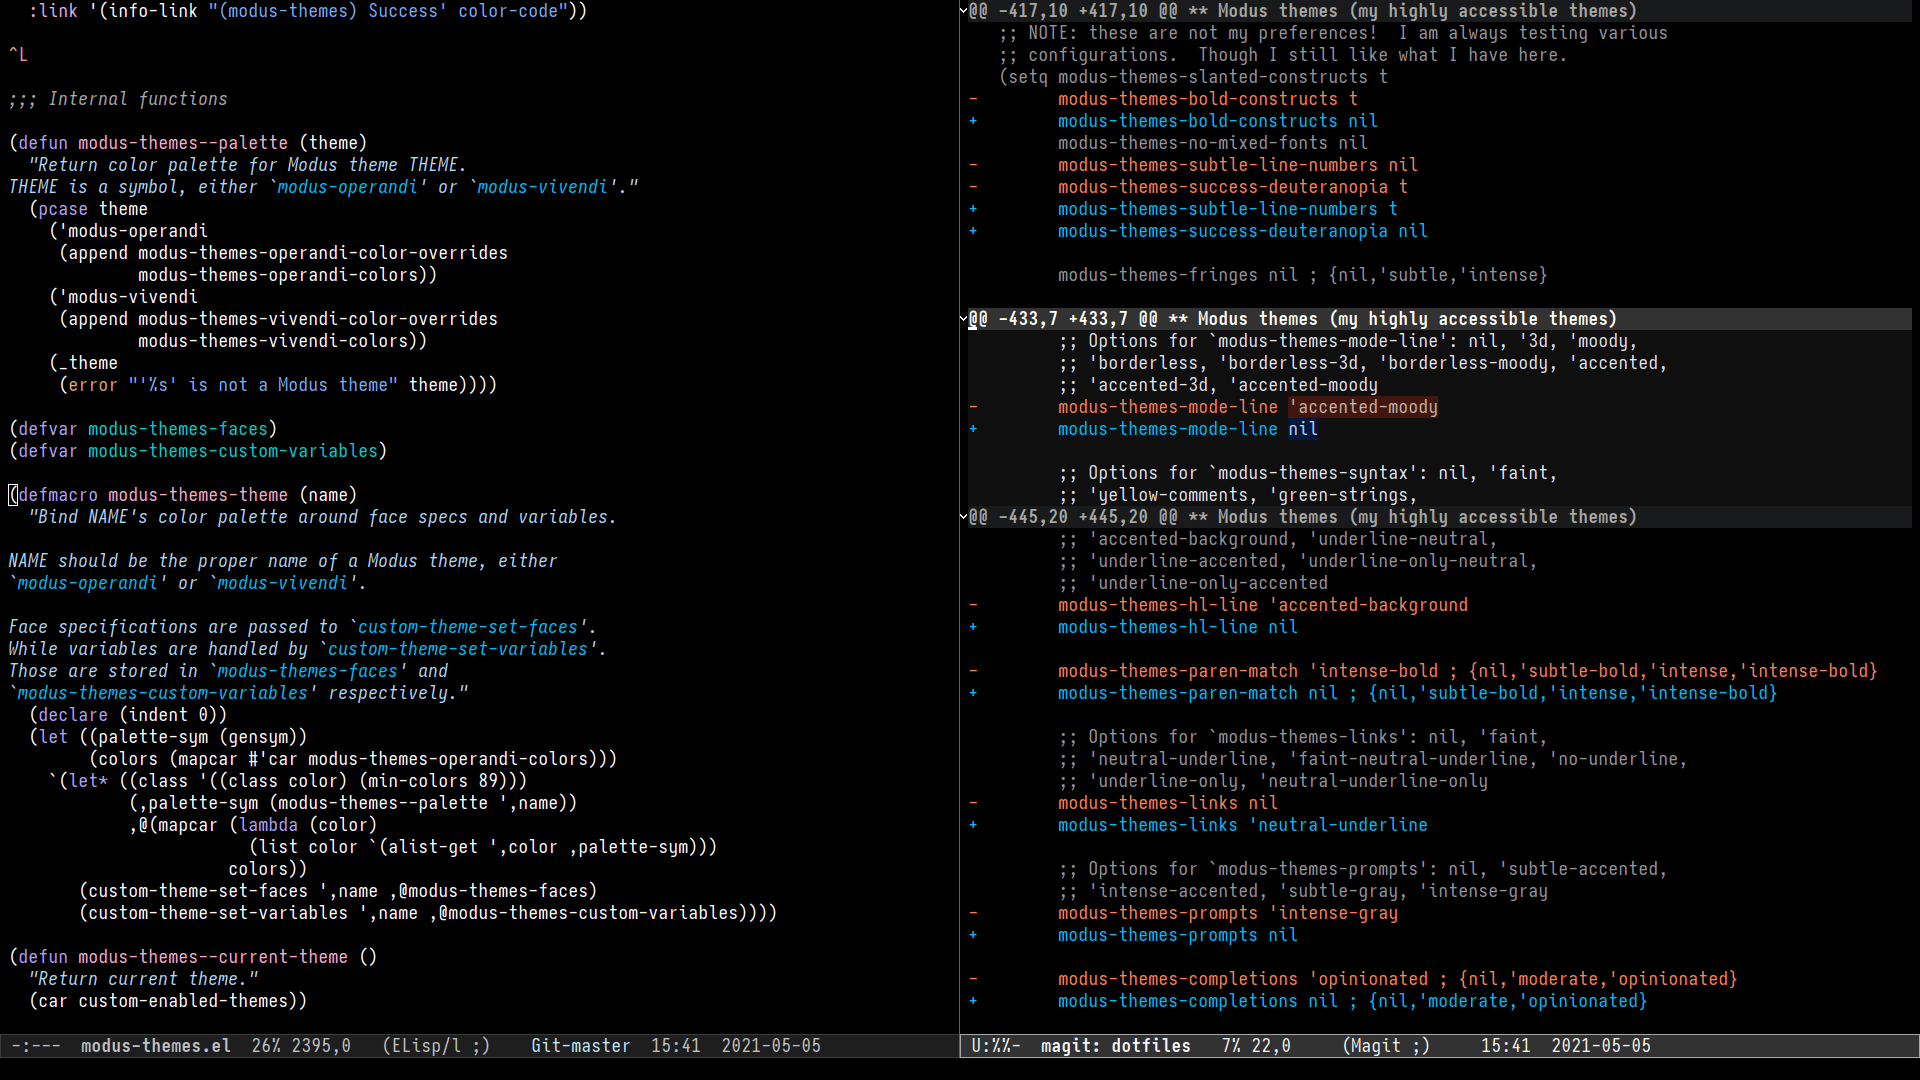 :link '(info-link "(modus-themes) Success' color-code"))

^L

;;; Internal functions

(defun modus-themes--palette (theme)
  "Return color palette for Modus theme THEME.
THEME is a symbol, either `modus-operandi' or `modus-vivendi'."
  (pcase theme
    ('modus-operandi
     (append modus-themes-operandi-color-overrides
             modus-themes-operandi-colors))
    ('modus-vivendi
     (append modus-themes-vivendi-color-overrides
             modus-themes-vivendi-colors))
    (_theme
     (error "'%s' is not a Modus theme" theme))))

(defvar modus-themes-faces)
(defvar modus-themes-custom-variables)

(defmacro modus-themes-theme (name)
  "Bind NAME's color palette around face specs and variables.

NAME should be the proper name of a Modus theme, either
`modus-operandi' or `modus-vivendi'.

Face specifications are passed to `custom-theme-set-faces'.
While variables are handled by `custom-theme-set-variables'.
Those are stored in `modus-themes-faces' and
`modus-themes-custom-variables' respectively."
  (declare (indent 0))
  (let ((palette-sym (gensym))
        (colors (mapcar #'car modus-themes-operandi-colors)))
    `(let* ((class '((class color) (min-colors 89)))
            (,palette-sym (modus-themes--palette ',name))
            ,@(mapcar (lambda (color)
                        (list color `(alist-get ',color ,palette-sym)))
                      colors))
       (custom-theme-set-faces ',name ,@modus-themes-faces)
       (custom-theme-set-variables ',name ,@modus-themes-custom-variables))))

(defun modus-themes--current-theme ()
  "Return current theme."
  (car custom-enabled-themes))
-:---  modus-themes.el  26% 2395,0   (ELisp/l ;)    Git-master  15:41  2021-05-05
@@ -417,10 +417,10 @@ ** Modus themes (my highly accessible themes)
   ;; NOTE: these are not my preferences!  I am always testing various
   ;; configurations.  Though I still like what I have here.
   (setq modus-themes-slanted-constructs t
-        modus-themes-bold-constructs t
+        modus-themes-bold-constructs nil
         modus-themes-no-mixed-fonts nil
-        modus-themes-subtle-line-numbers nil
-        modus-themes-success-deuteranopia t
+        modus-themes-subtle-line-numbers t
+        modus-themes-success-deuteranopia nil

         modus-themes-fringes nil ; {nil,'subtle,'intense}

@@ -433,7 +433,7 @@ ** Modus themes (my highly accessible themes)
         ;; Options for `modus-themes-mode-line': nil, '3d, 'moody,
         ;; 'borderless, 'borderless-3d, 'borderless-moody, 'accented,
         ;; 'accented-3d, 'accented-moody
-        modus-themes-mode-line 'accented-moody
+        modus-themes-mode-line nil

         ;; Options for `modus-themes-syntax': nil, 'faint,
         ;; 'yellow-comments, 'green-strings,
@@ -445,20 +445,20 @@ ** Modus themes (my highly accessible themes)
         ;; 'accented-background, 'underline-neutral,
         ;; 'underline-accented, 'underline-only-neutral,
         ;; 'underline-only-accented
-        modus-themes-hl-line 'accented-background
+        modus-themes-hl-line nil

-        modus-themes-paren-match 'intense-bold ; {nil,'subtle-bold,'intense,'intense-bold}
+        modus-themes-paren-match nil ; {nil,'subtle-bold,'intense,'intense-bold}

         ;; Options for `modus-themes-links': nil, 'faint,
         ;; 'neutral-underline, 'faint-neutral-underline, 'no-underline,
         ;; 'underline-only, 'neutral-underline-only
-        modus-themes-links nil
+        modus-themes-links 'neutral-underline

         ;; Options for `modus-themes-prompts': nil, 'subtle-accented,
         ;; 'intense-accented, 'subtle-gray, 'intense-gray
-        modus-themes-prompts 'intense-gray
+        modus-themes-prompts nil

-        modus-themes-completions 'opinionated ; {nil,'moderate,'opinionated}
+        modus-themes-completions nil ; {nil,'moderate,'opinionated}
U:%%-  magit: dotfiles   7% 22,0     (Magit ;)     15:41  2021-05-05